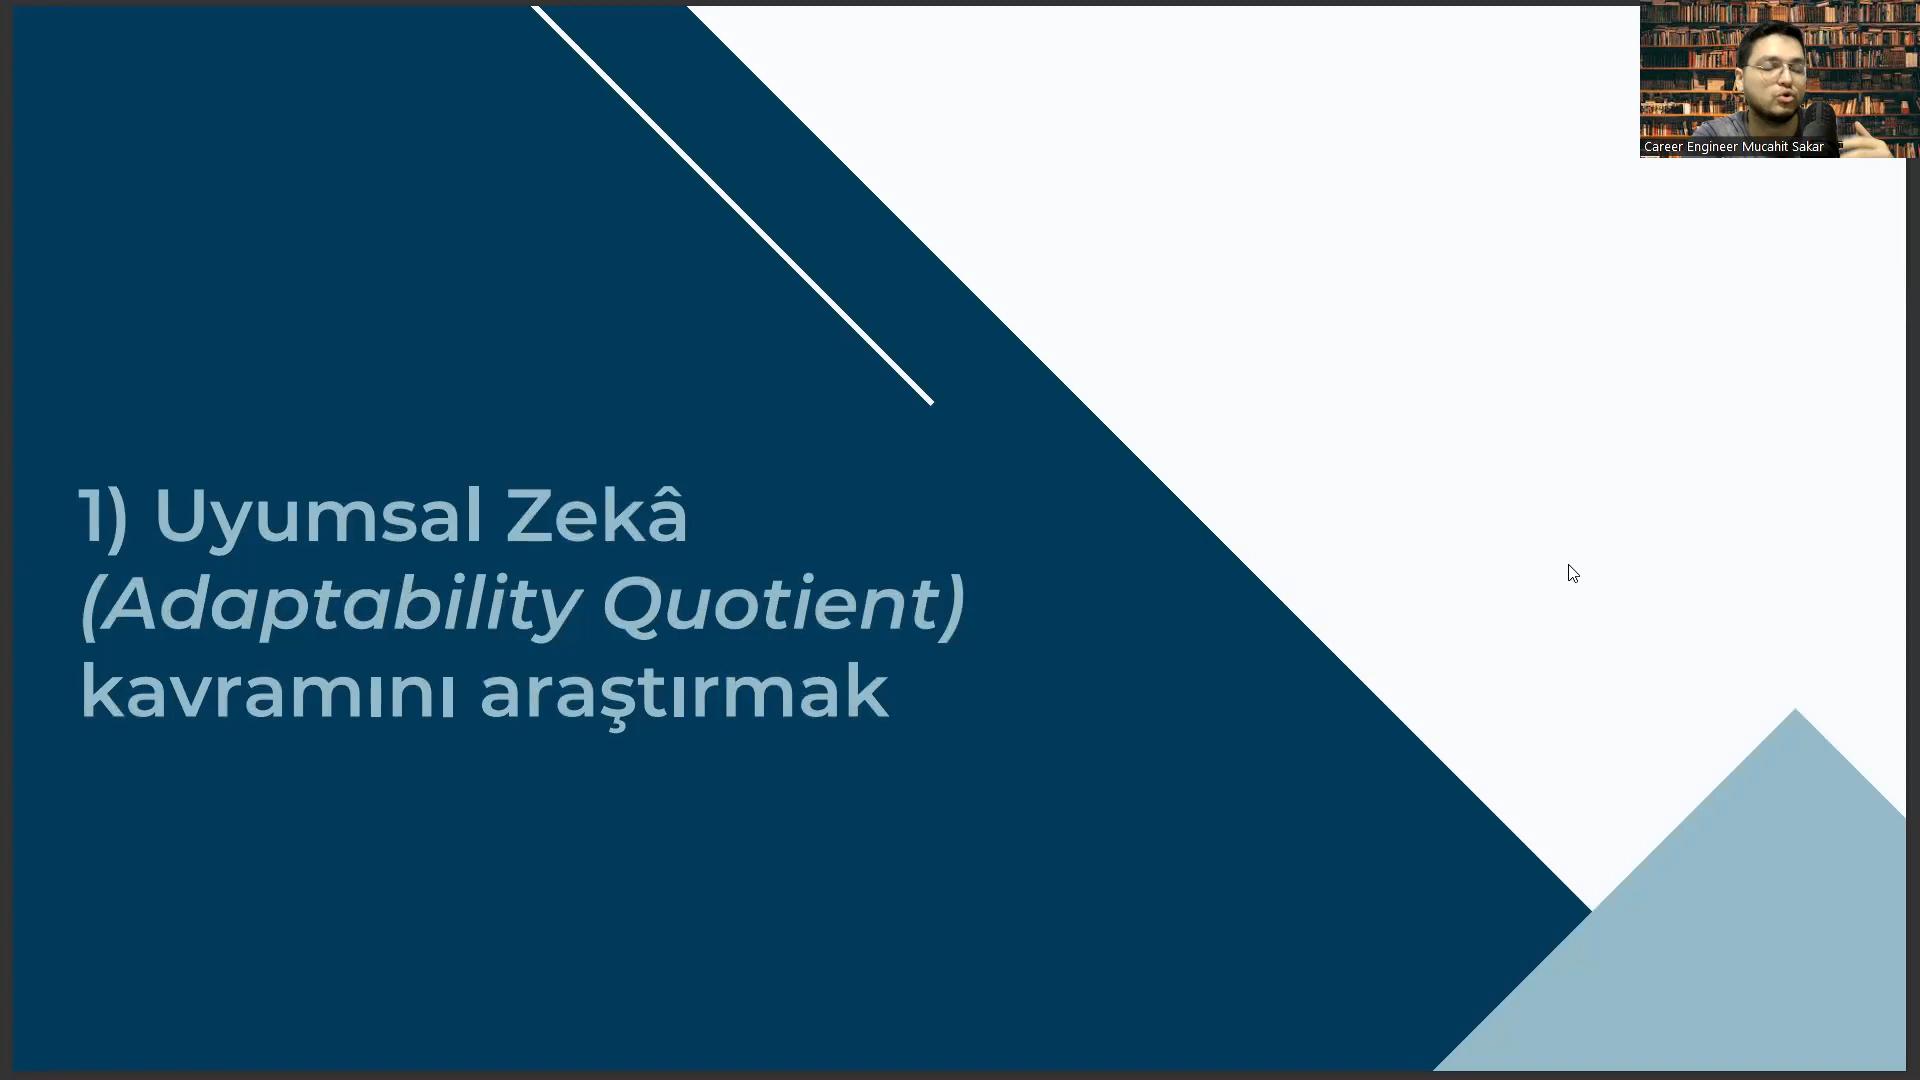 Career Engineer Mucahit Sakar
1) Uyumsal Zekâ
(Adaptability Quotient)
kavramını araştırmak